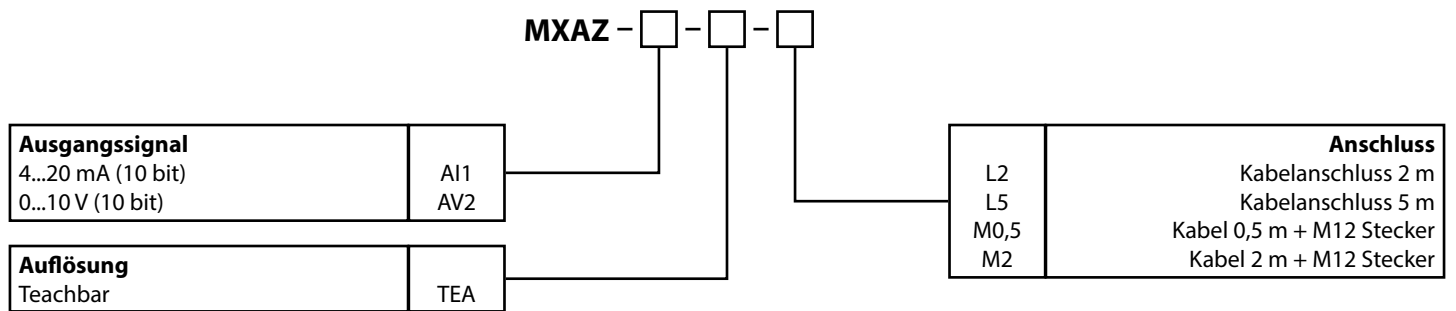 MXAZ – □ – □ – □
Ausgangssignal
4...20 mA (10 bit) AI1
0...10 V (10 bit) AV2
Auflösung
Teachbar TEA
Anschluss
L2 Kabelanschluss 2 m
L5 Kabelanschluss 5 m
M0,5 Kabel 0,5 m + M12 Stecker
M2 Kabel 2 m + M12 Stecker